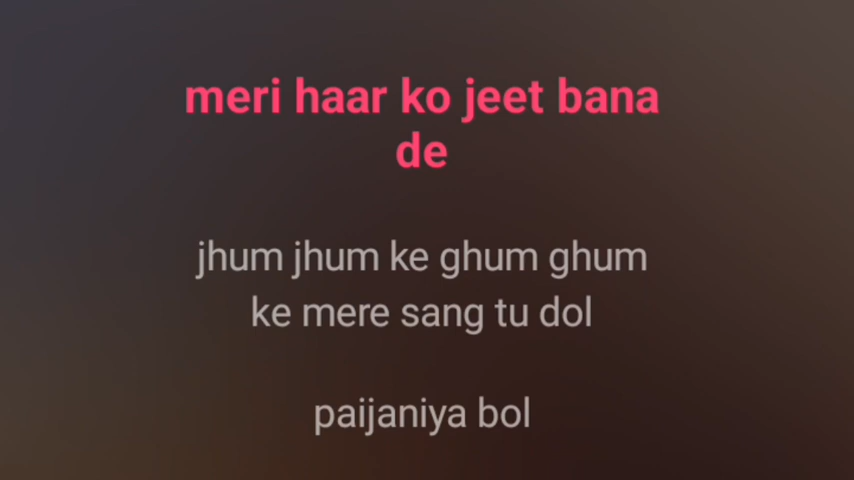 meri haar ko jeet bana
de
jhum jhum ke ghum ghum
ke mere sang tu dol
paijaniya bol